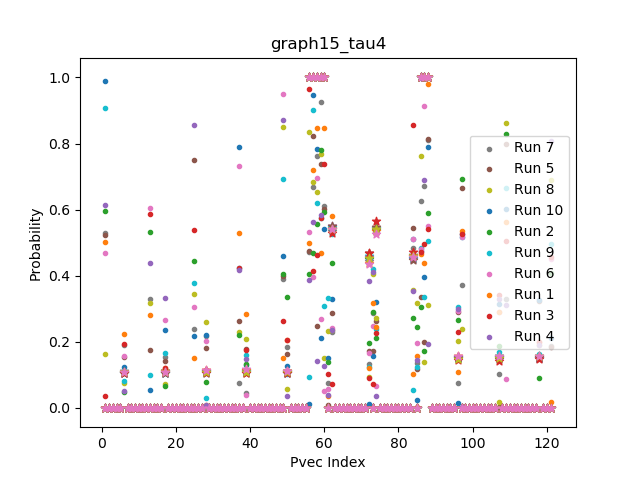 graph15_tau4
1.0
0.8
0.6
0.4
0.2
0.0
Probability
0
20
40
60
80
100
120
Pvec Index
Run 7
Run 5
Run 8
Run 10
Run 2
Run 9
Run 6
Run 1
Run 3
Run 4